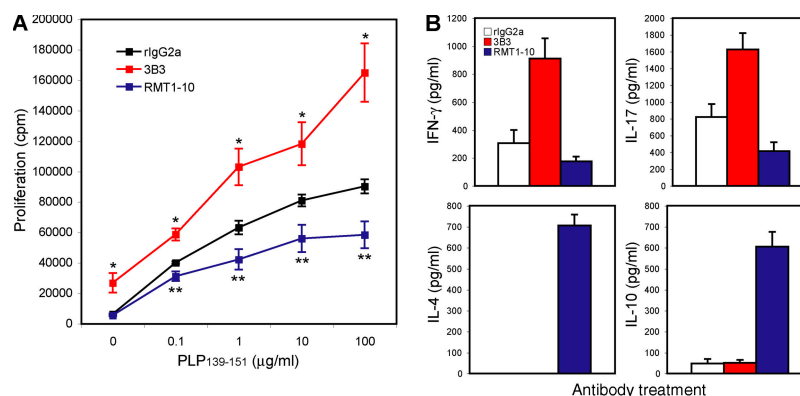 A
200000
180000
160000
140000
120000
100000
80000
60000
40000
20000
0
Proliferation (cpm)
rIgG2a
3B3
RMT1-10
* * * * *
** ** ** **
0 0.1 1 10 100
PLP139-151 (µg/ml)
B
rIgG2a
3B3
RMT1-10
1200
1000
800
600
400
200
IFN-γ (pg/ml)
2000
1800
1600
1400
1200
1000
800
600
400
200
0
IL-17 (pg/ml)
800
700
600
500
400
300
200
100
0
IL-4 (pg/ml)
800
700
600
500
400
300
200
100
0
IL-10 (pg/ml)
Antibody treatment